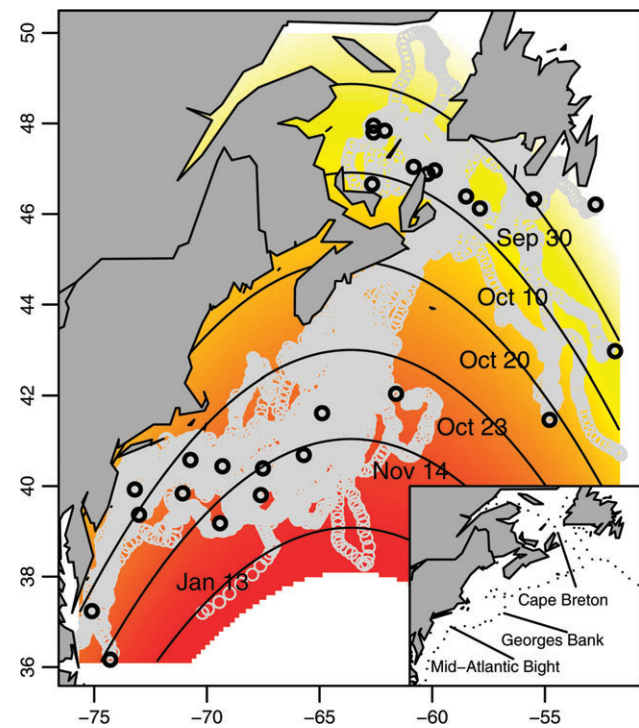 50
48
46
44
42
40
38
36
Sep 30
Oct 10
Oct 20
Oct 23
Nov 14
Jan 13
Cape Breton
Georges Bank
Mid−Atlantic Bight
−75
−70
−65
−60
−55